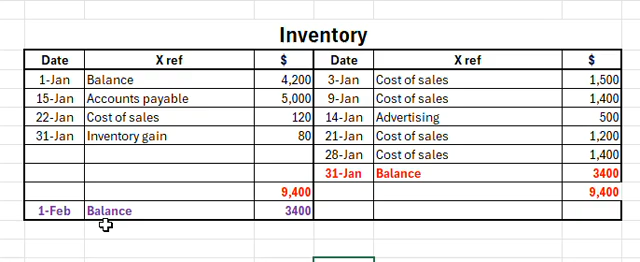 Inventory
Date X ref $ Date X ref $
1-Jan Balance 4,200 3-Jan Cost of sales 1,500
15-Jan Accounts payable 5,000 9-Jan Cost of sales 1,400
22-Jan Cost of sales 120 14-Jan Advertising 500
31-Jan Inventory gain 80 21-Jan Cost of sales 1,200
28-Jan Cost of sales 1,400
31-Jan Balance 3400
9,400 9,400
1-Feb Balance 3400